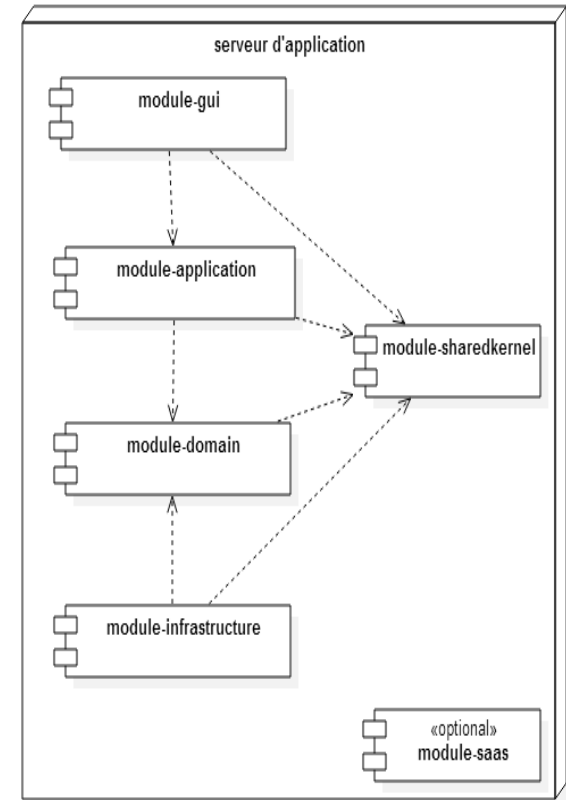 serveur d'application
module-gui
module-application
module-sharedkernel
module-domain
module-infrastructure
«optional»
module-saas